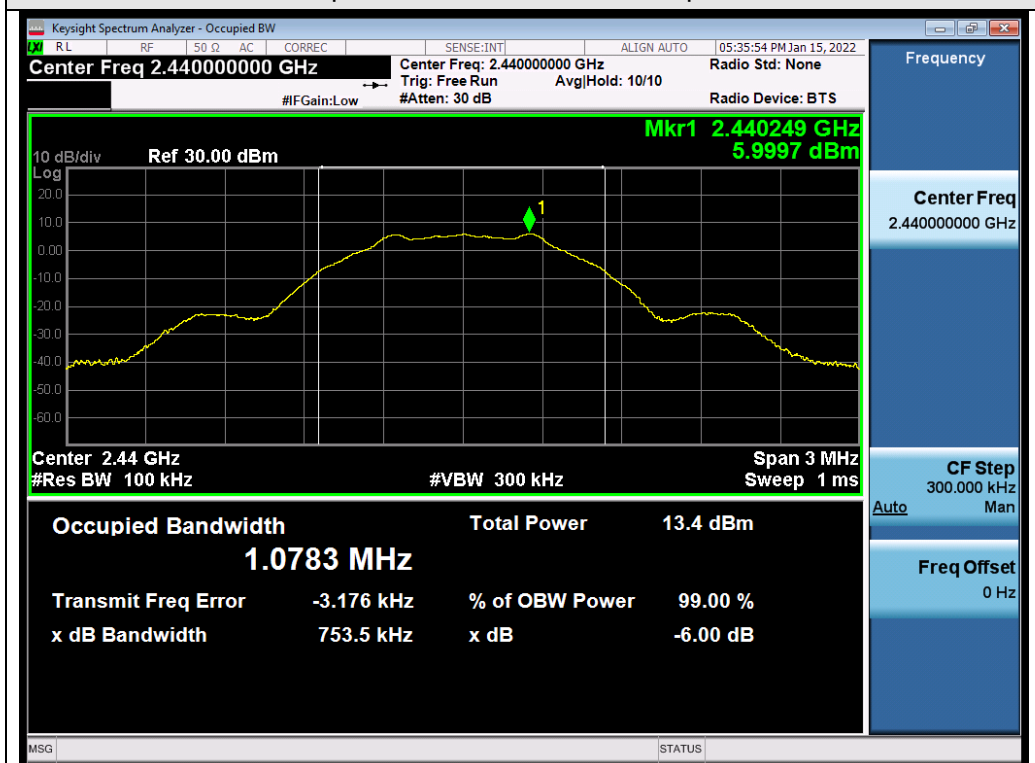 Keysight Spectrum Analyzer - Occupied BW
LXI RL RF 50 Ω AC CORREC SENSE:INT ALIGN AUTO 05:35:54 PM Jan 15, 2022
Center Freq 2.440000000 GHz
Center Freq: 2.440000000 GHz Radio Std: None
Trig: Free Run Avg|Hold: 10/10
#IFGain:Low #Atten: 30 dB Radio Device: BTS
Mkr1 2.440249 GHz
5.9997 dBm
10 dB/div Ref 30.00 dBm
Log
20.0
10.0
0.00
-10.0
-20.0
-30.0
-40.0
-50.0
-60.0
1
Center 2.44 GHz Span 3 MHz
#Res BW 100 kHz #VBW 300 kHz Sweep 1 ms
Occupied Bandwidth Total Power 13.4 dBm
1.0783 MHz
Transmit Freq Error -3.176 kHz % of OBW Power 99.00 %
x dB Bandwidth 753.5 kHz x dB -6.00 dB
Frequency
Center Freq
2.440000000 GHz
CF Step
300.000 kHz
Auto Man
Freq Offset
0 Hz
MSG STATUS